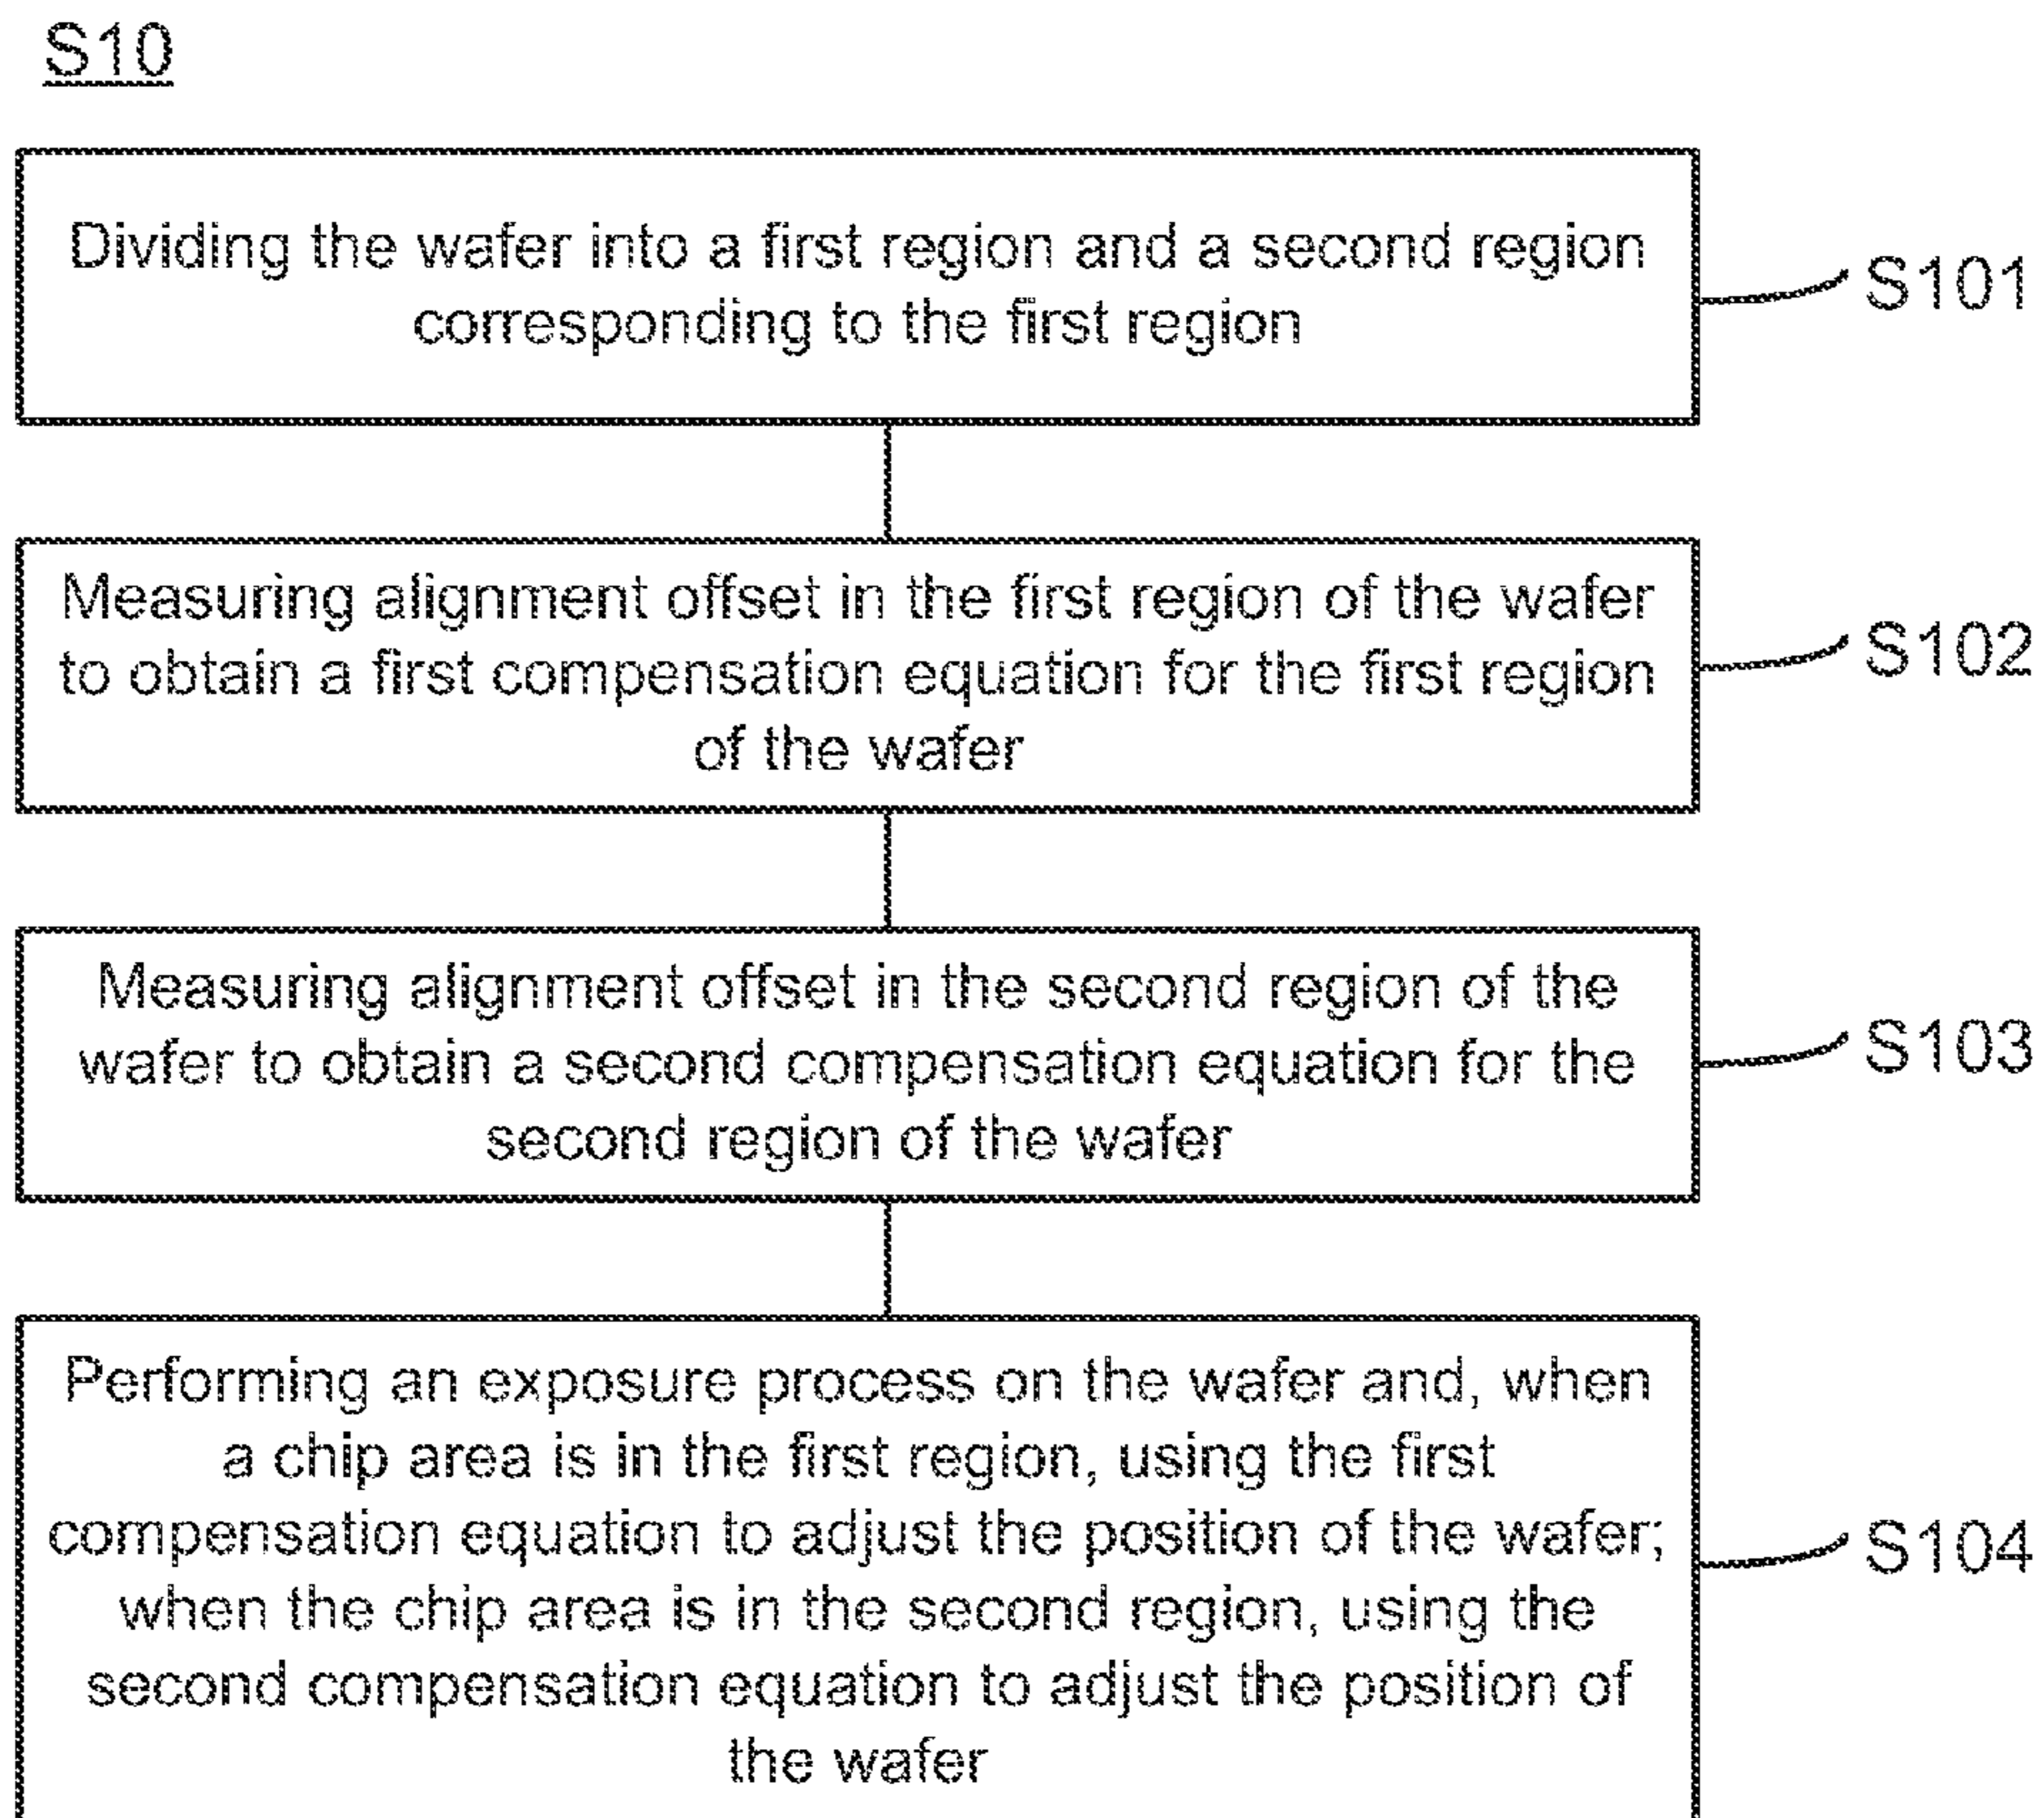 S10
Dividing the wafer into a first region and a second region
corresponding to the first region
S101
Measuring alignment offset in the first region of the wafer
to obtain a first compensation equation for the first region
of the wafer
S102
Measuring alignment offset in the second region of the
wafer to obtain a second compensation equation for the
second region of the wafer
S103
Performing an exposure process on the wafer and, when
a chip area is in the first region, using the first
compensation equation to adjust the position of the wafer;
when the chip area is in the second region, using the
second compensation equation to adjust the position of
the wafer
S104